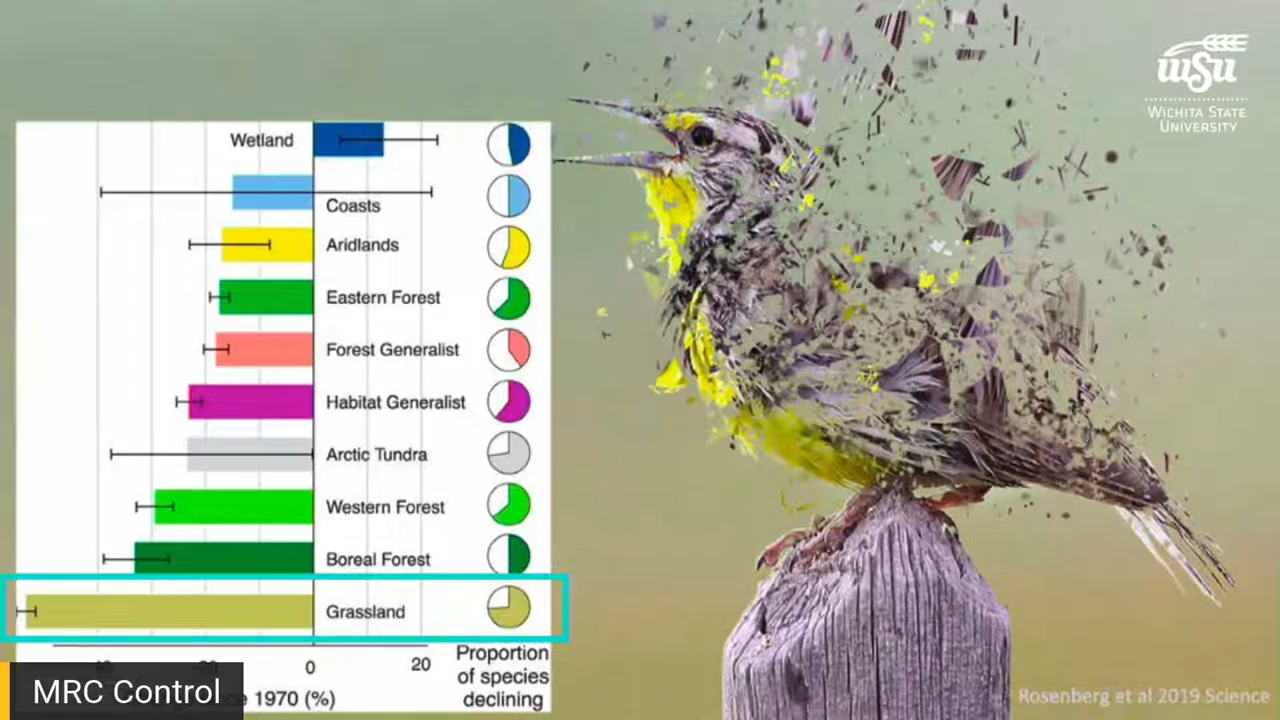 wsu
WICHITA STATE
UNIVERSITY
Wetland
Coasts
Aridlands
Eastern Forest
Forest Generalist
Habitat Generalist
Arctic Tundra
Western Forest
Boreal Forest
Grassland
0
20
Proportion
of species
declining
1970 (%)
MRC Control
Rosenberg et al 2019 Science